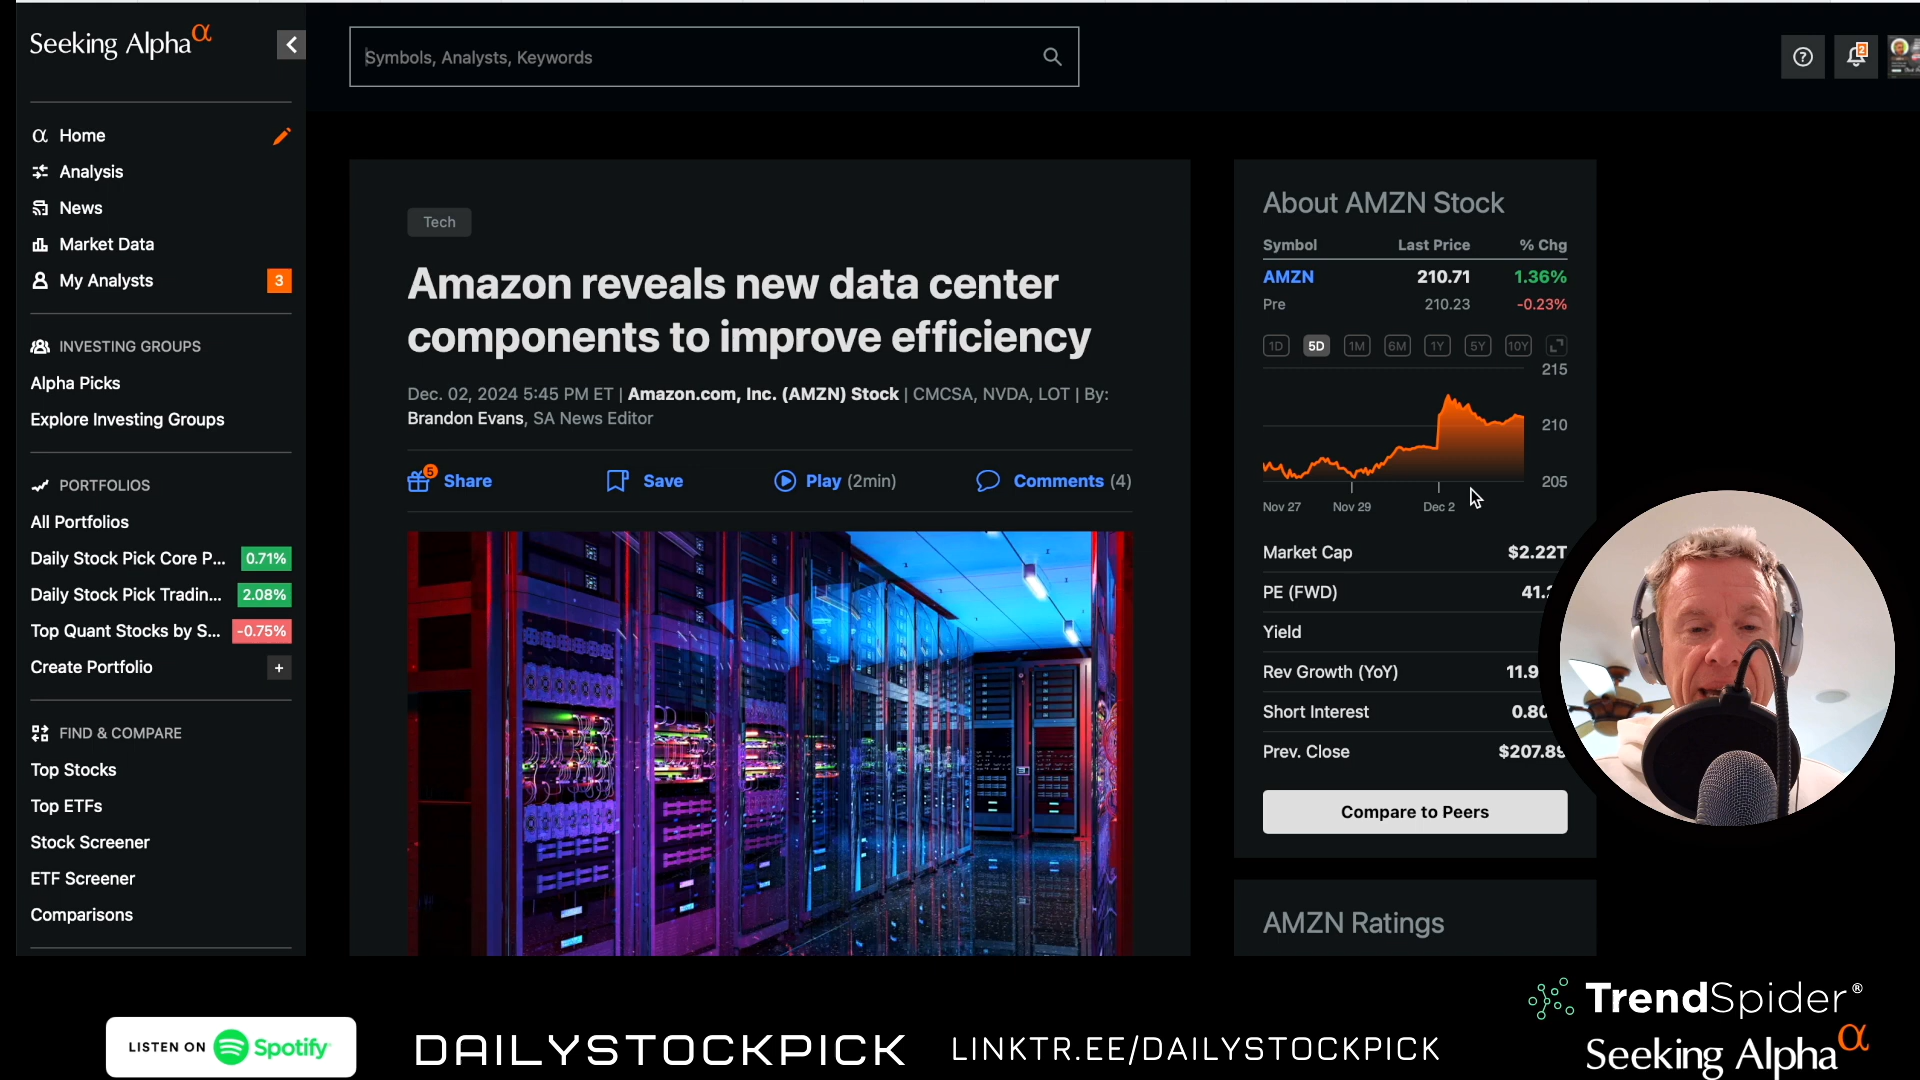 Seeking Alpha α
Symbols, Analysts, Keywords
2
Home
Analysis
News
Market Data
My Analysts 3
INVESTING GROUPS
Alpha Picks
Explore Investing Groups
PORTFOLIOS
All Portfolios
Daily Stock Pick Core P... 0.71%
Daily Stock Pick Tradin... 2.08%
Top Quant Stocks by S... -0.75%
Create Portfolio +
FIND & COMPARE
Top Stocks
Top ETFs
Stock Screener
ETF Screener
Comparisons
Tech
Amazon reveals new data center
components to improve efficiency
Dec. 02, 2024 5:45 PM ET | Amazon.com, Inc. (AMZN) Stock | CMCSA, NVDA, LOT | By:
Brandon Evans, SA News Editor
5 Share Save Play (2min) Comments (4)
About AMZN Stock
Symbol Last Price % Chg
AMZN 210.71 1.36%
Pre 210.23 -0.23%
1D 5D 1M 6M 1Y 5Y 10Y
215
210
205
Nov 27 Nov 29 Dec 2
Market Cap $2.22T
PE (FWD)
Yield
Rev Growth (YoY)
Short Interest
Prev. Close $207.89
Compare to Peers
AMZN Ratings
LISTEN ON Spotify
DAILYSTOCKPICK
LINKTR.EE/DAILYSTOCKPICK
TrendSpider®
Seeking Alpha α